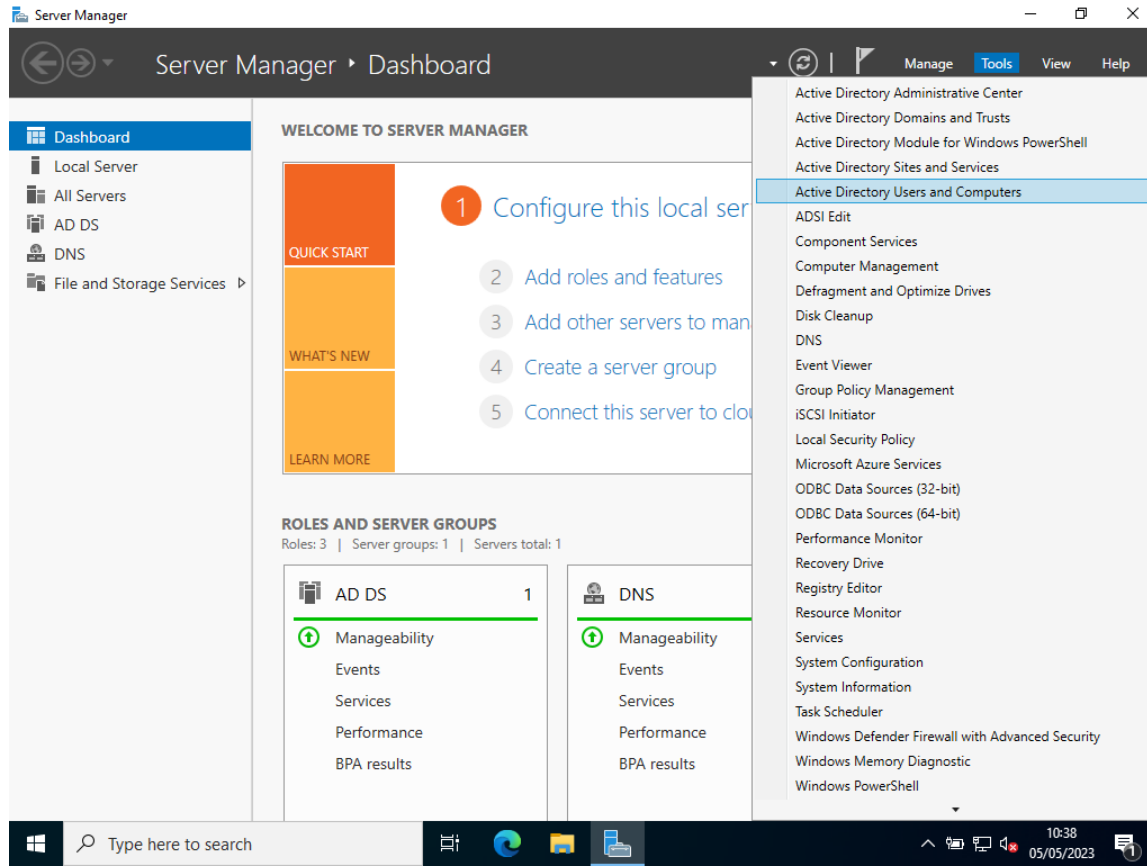 Server Manager
Server Manager • Dashboard
Manage Tools View Help
Dashboard
Local Server
All Servers
AD DS
DNS
File and Storage Services
WELCOME TO SERVER MANAGER
QUICK START
WHAT'S NEW
LEARN MORE
1 Configure this local ser
2 Add roles and features
3 Add other servers to man
4 Create a server group
5 Connect this server to clou
ROLES AND SERVER GROUPS
Roles: 3 | Server groups: 1 | Servers total: 1
AD DS 1
Manageability
Events
Services
Performance
BPA results
DNS
Manageability
Events
Services
Performance
BPA results
Active Directory Administrative Center
Active Directory Domains and Trusts
Active Directory Module for Windows PowerShell
Active Directory Sites and Services
Active Directory Users and Computers
ADSI Edit
Component Services
Computer Management
Defragment and Optimize Drives
Disk Cleanup
DNS
Event Viewer
Group Policy Management
iSCSI Initiator
Local Security Policy
Microsoft Azure Services
ODBC Data Sources (32-bit)
ODBC Data Sources (64-bit)
Performance Monitor
Recovery Drive
Registry Editor
Resource Monitor
Services
System Configuration
System Information
Task Scheduler
Windows Defender Firewall with Advanced Security
Windows Memory Diagnostic
Windows PowerShell
Type here to search
10:38
05/05/2023
1